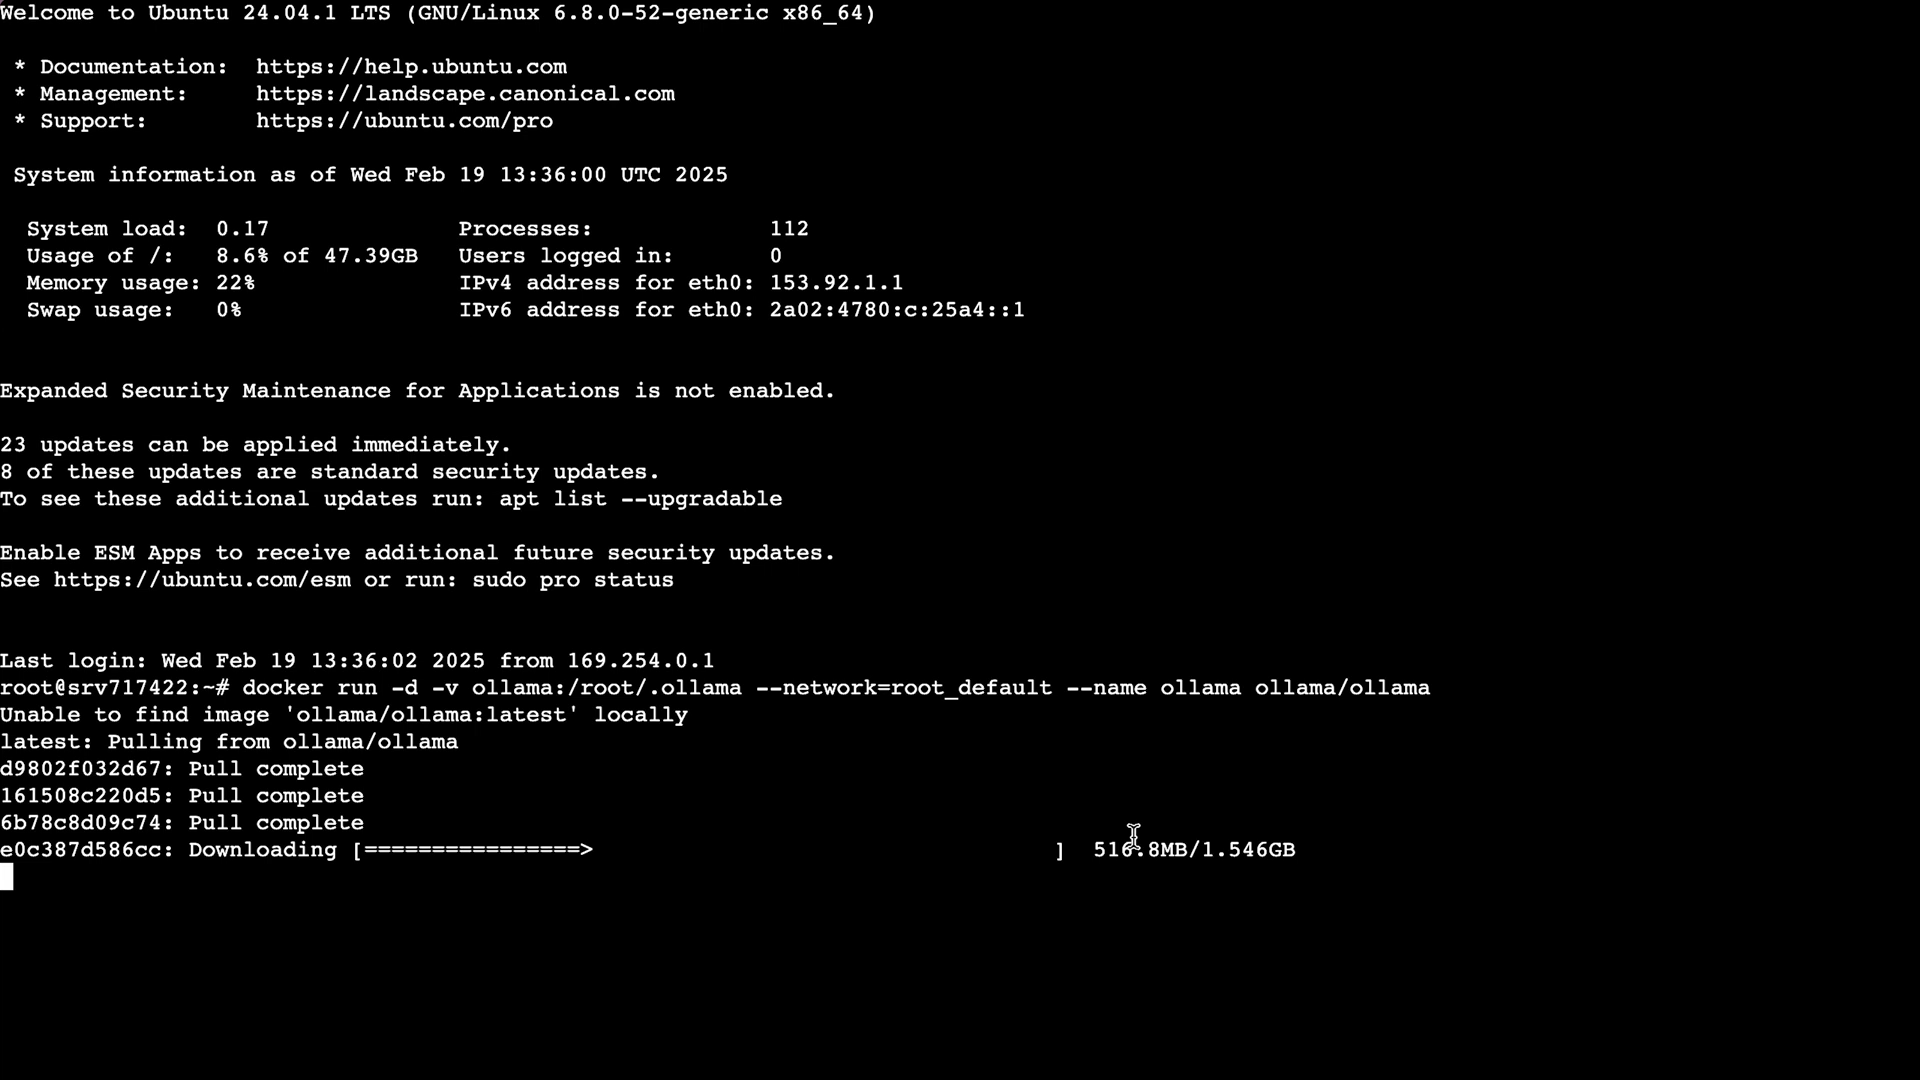 Welcome to Ubuntu 24.04.1 LTS (GNU/Linux 6.8.0-52-generic x86_64)
* Documentation:  https://help.ubuntu.com
* Management:     https://landscape.canonical.com
* Support:        https://ubuntu.com/pro
System information as of Wed Feb 19 13:36:00 UTC 2025
System load:  0.17              Processes:             112
Usage of /:   8.6% of 47.39GB   Users logged in:       0
Memory usage: 22%               IPv4 address for eth0: 153.92.1.1
Swap usage:   0%                IPv6 address for eth0: 2a02:4780:c:25a4::1
Expanded Security Maintenance for Applications is not enabled.
23 updates can be applied immediately.
8 of these updates are standard security updates.
To see these additional updates run: apt list --upgradable
Enable ESM Apps to receive additional future security updates.
See https://ubuntu.com/esm or run: sudo pro status
Last login: Wed Feb 19 13:36:02 2025 from 169.254.0.1
root@srv717422:~# docker run -d -v ollama:/root/.ollama --network=root_default --name ollama ollama/ollama
Unable to find image 'ollama/ollama:latest' locally
latest: Pulling from ollama/ollama
d9802f032d67: Pull complete
161508c220d5: Pull complete
6b78c8d09c74: Pull complete
e0c387d586cc: Downloading [================>                                  ]  516.8MB/1.546GB